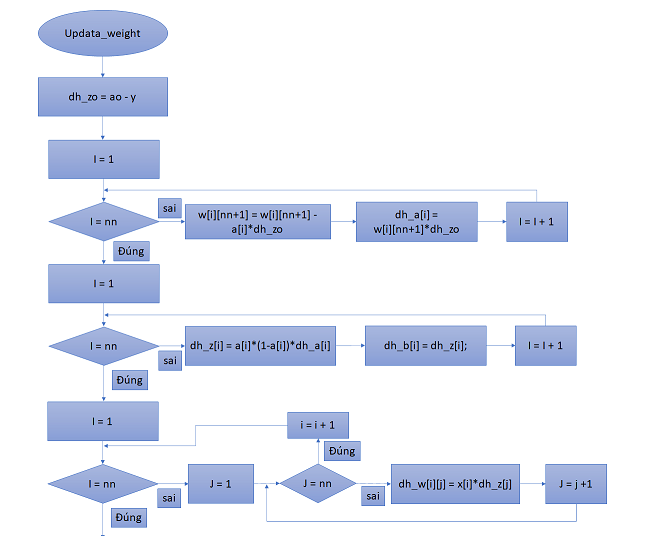 Updata_weight
dh_zo = ao - y
I = 1
I = nn
sai
w[i][nn+1] = w[i][nn+1] -
a[i]*dh_zo
dh_a[i] =
w[i][nn+1]*dh_zo
I = I + 1
Đúng
I = 1
I = nn
sai
dh_z[i] = a[i]*(1-a[i])*dh_a[i]
dh_b[i] = dh_z[i];
I = I + 1
Đúng
I = 1
i = i + 1
Đúng
I = nn
sai
J = 1
J = nn
sai
dh_w[i][j] = x[i]*dh_z[j]
J = j +1
Đúng